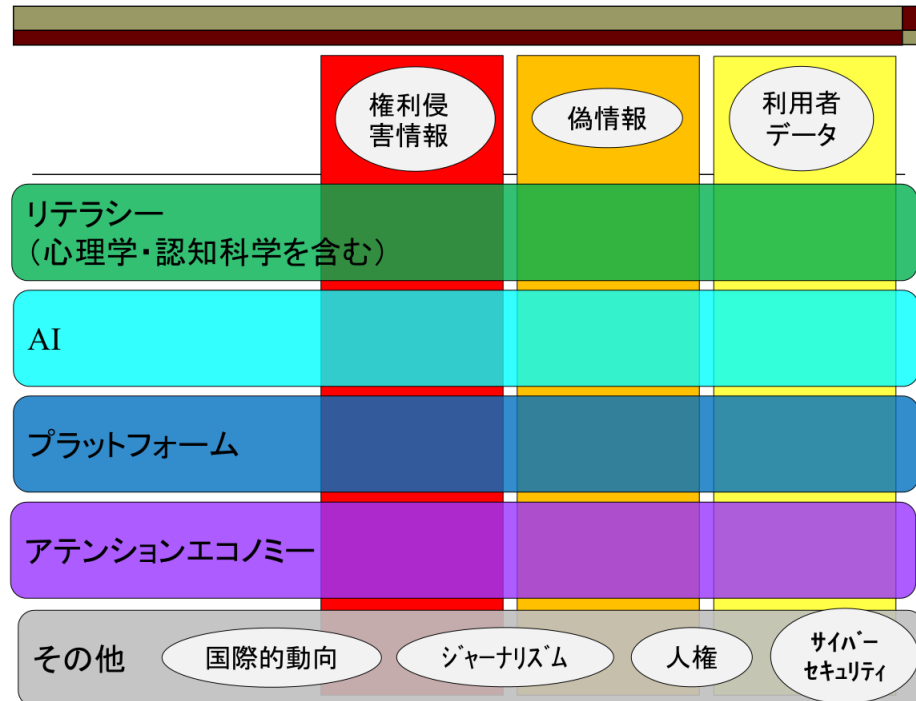 権利侵
害情報
偽情報
利用者
データ
リテラシー
（心理学・認知科学を含む）
AI
プラットフォーム
アテンションエコノミー
その他
国際的動向
ｼﾞｬｰﾅﾘｽﾞﾑ
人権
ｻｲﾊﾞｰ
ｾｷｭﾘﾃｨ